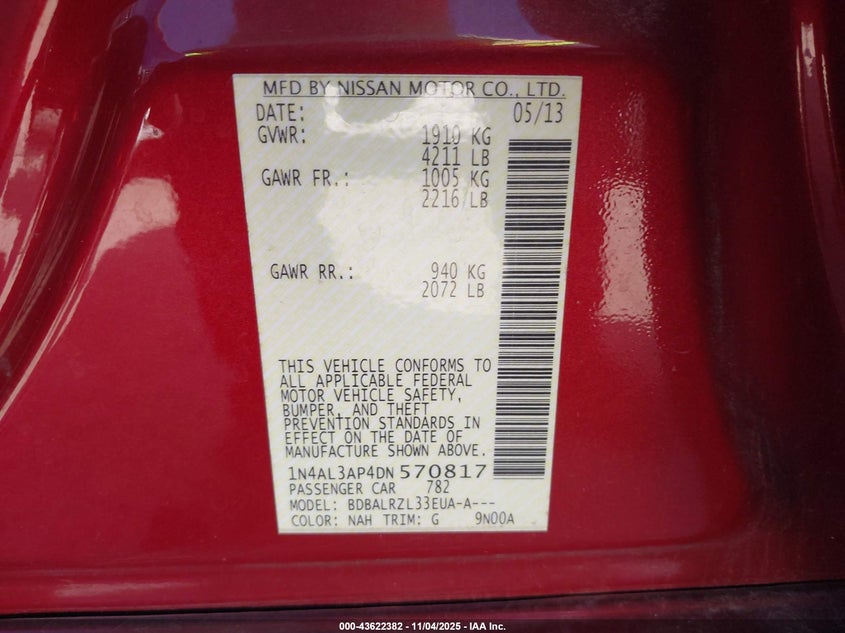 MFD BY NISSAN MOTOR CO., LTD.
DATE: 05/13
GVWR: 1910 KG
4211 LB
GAWR FR.: 1005 KG
2216 LB
GAWR RR.: 940 KG
2072 LB
THIS VEHICLE CONFORMS TO
ALL APPLICABLE FEDERAL
MOTOR VEHICLE SAFETY,
BUMPER, AND THEFT
PREVENTION STANDARDS IN
EFFECT ON THE DATE OF
MANUFACTURE SHOWN ABOVE.
1N4AL3AP4DN570817
PASSENGER CAR 782
MODEL: BDBALRZL33EUA-A---
COLOR: NAH TRIM: G 9N00A
000-43622382 - 11/04/2025 - IAA Inc.